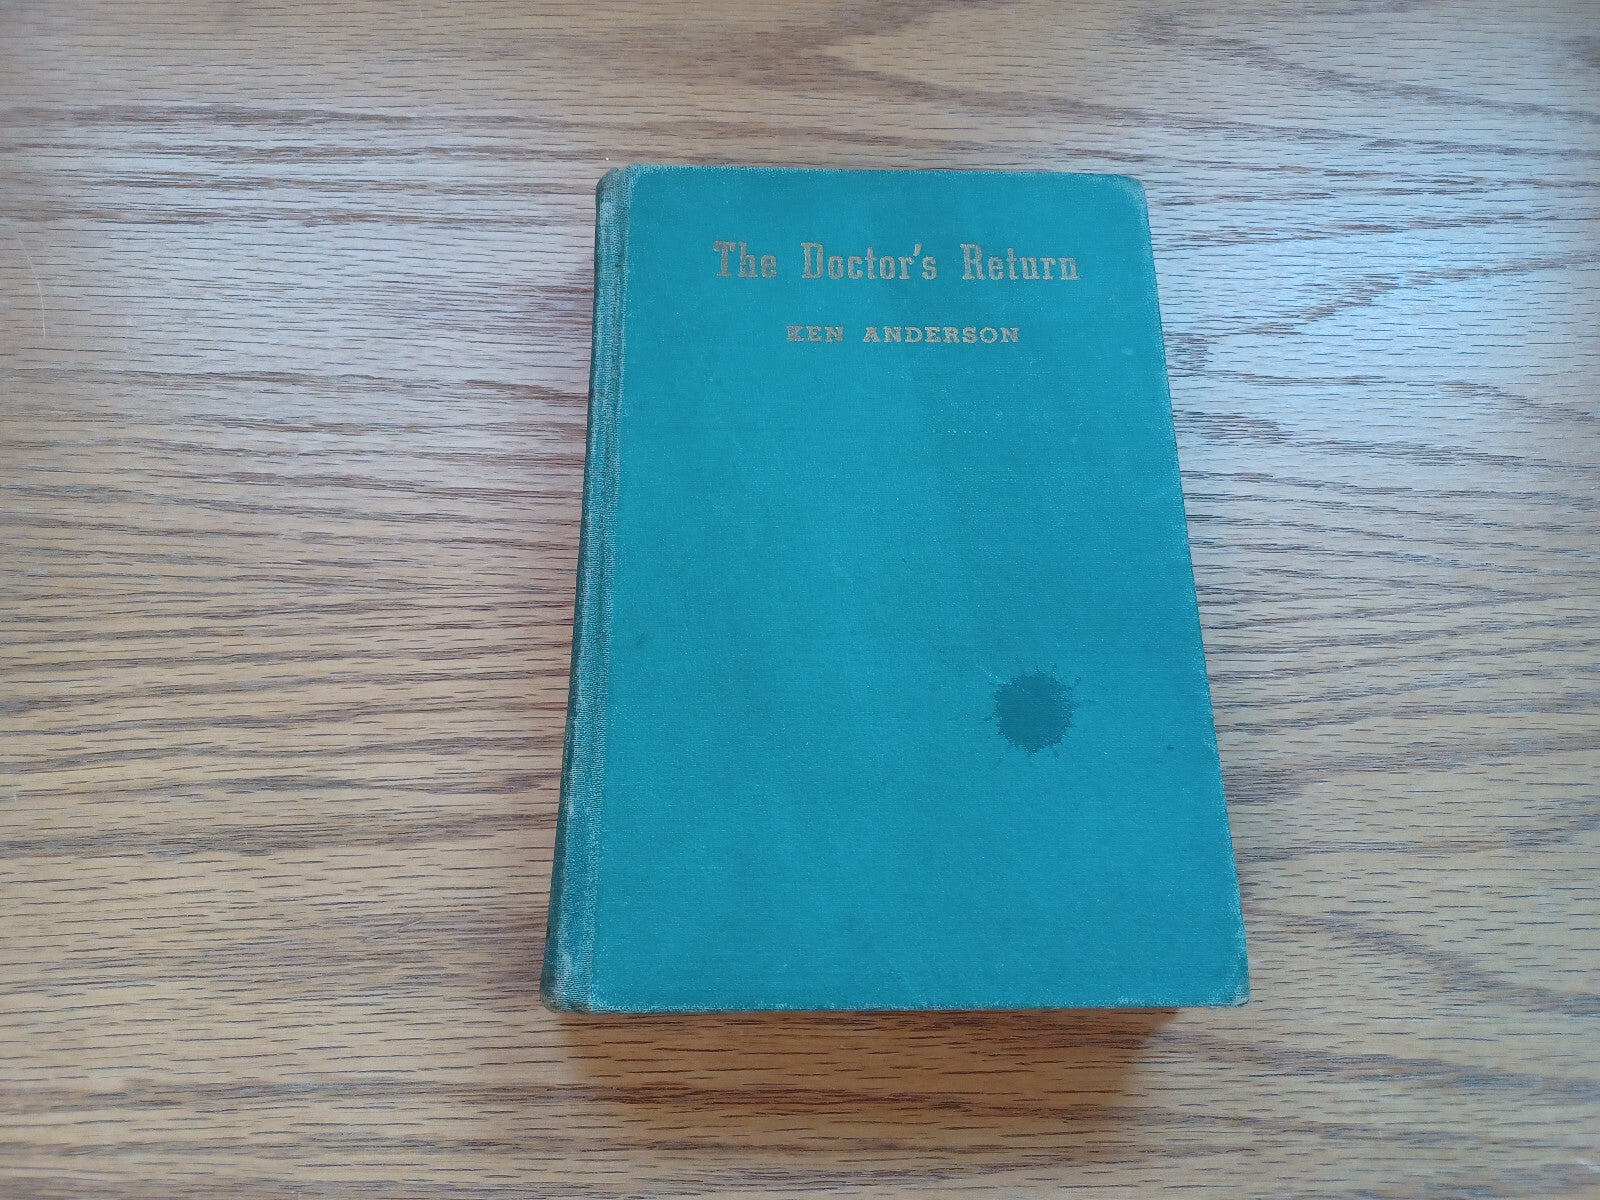 The Doctor's Return
KEN ANDERSON